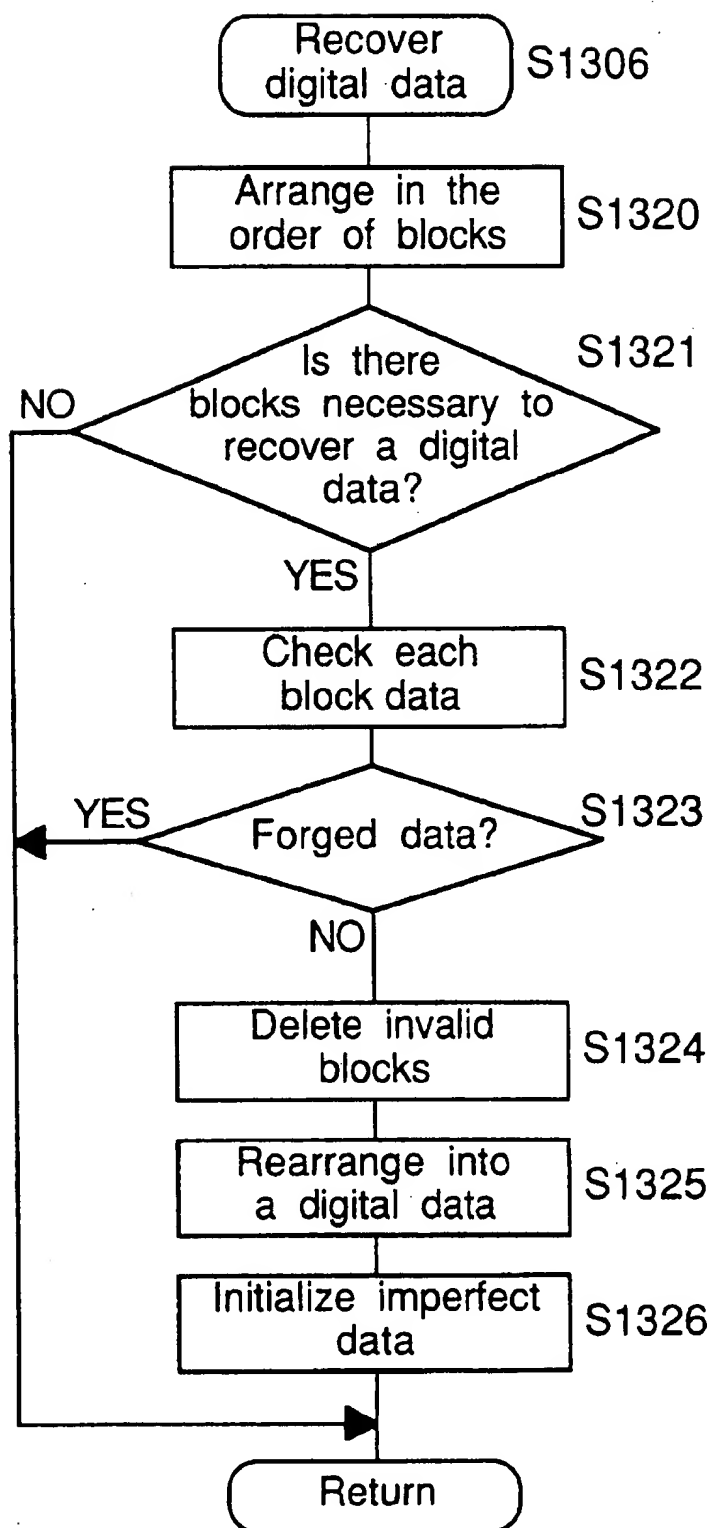 Recover
digital data
S1306
Arrange in the
order of blocks
S1320
Is there
blocks necessary to
recover a digital
data?
S1321
NO
YES
Check each
block data
S1322
Forged data?
S1323
YES
NO
Delete invalid
blocks
S1324
Rearrange into
a digital data
S1325
Initialize imperfect
data
S1326
Return